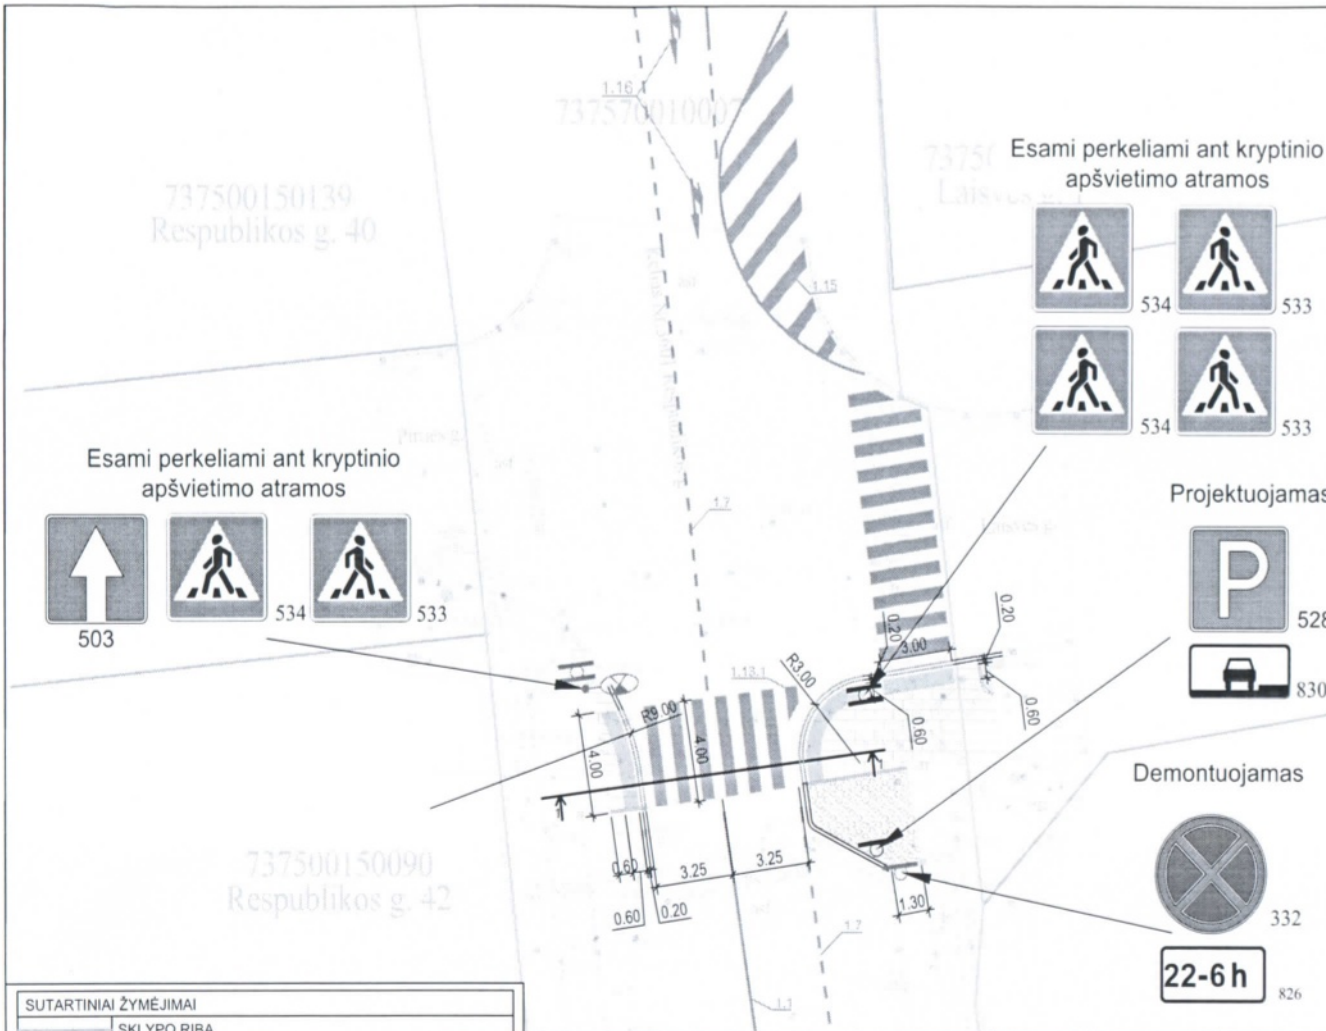 1.16
737570010007
737500150139
Respublikos g. 40
Esami perkeliami ant kryptinio
apšvietimo atramos
534
533
534
533
1.15
Esami perkeliami ant kryptinio
apšvietimo atramos
503
534
533
1.7
Projektuojamas
P
528
830
0.20
0.20
3.00
0.60
0.60
R3.00
1.13.1
R9.00
4.00
4.00
1
1
Demontuojamas
332
22-6 h
826
737500150090
Respublikos g. 42
0.60
3.25
3.25
0.60
0.20
1.30
1.7
1.1
SUTARTINIAI ŽYMĖJIMAI
SKLYPO RIBA